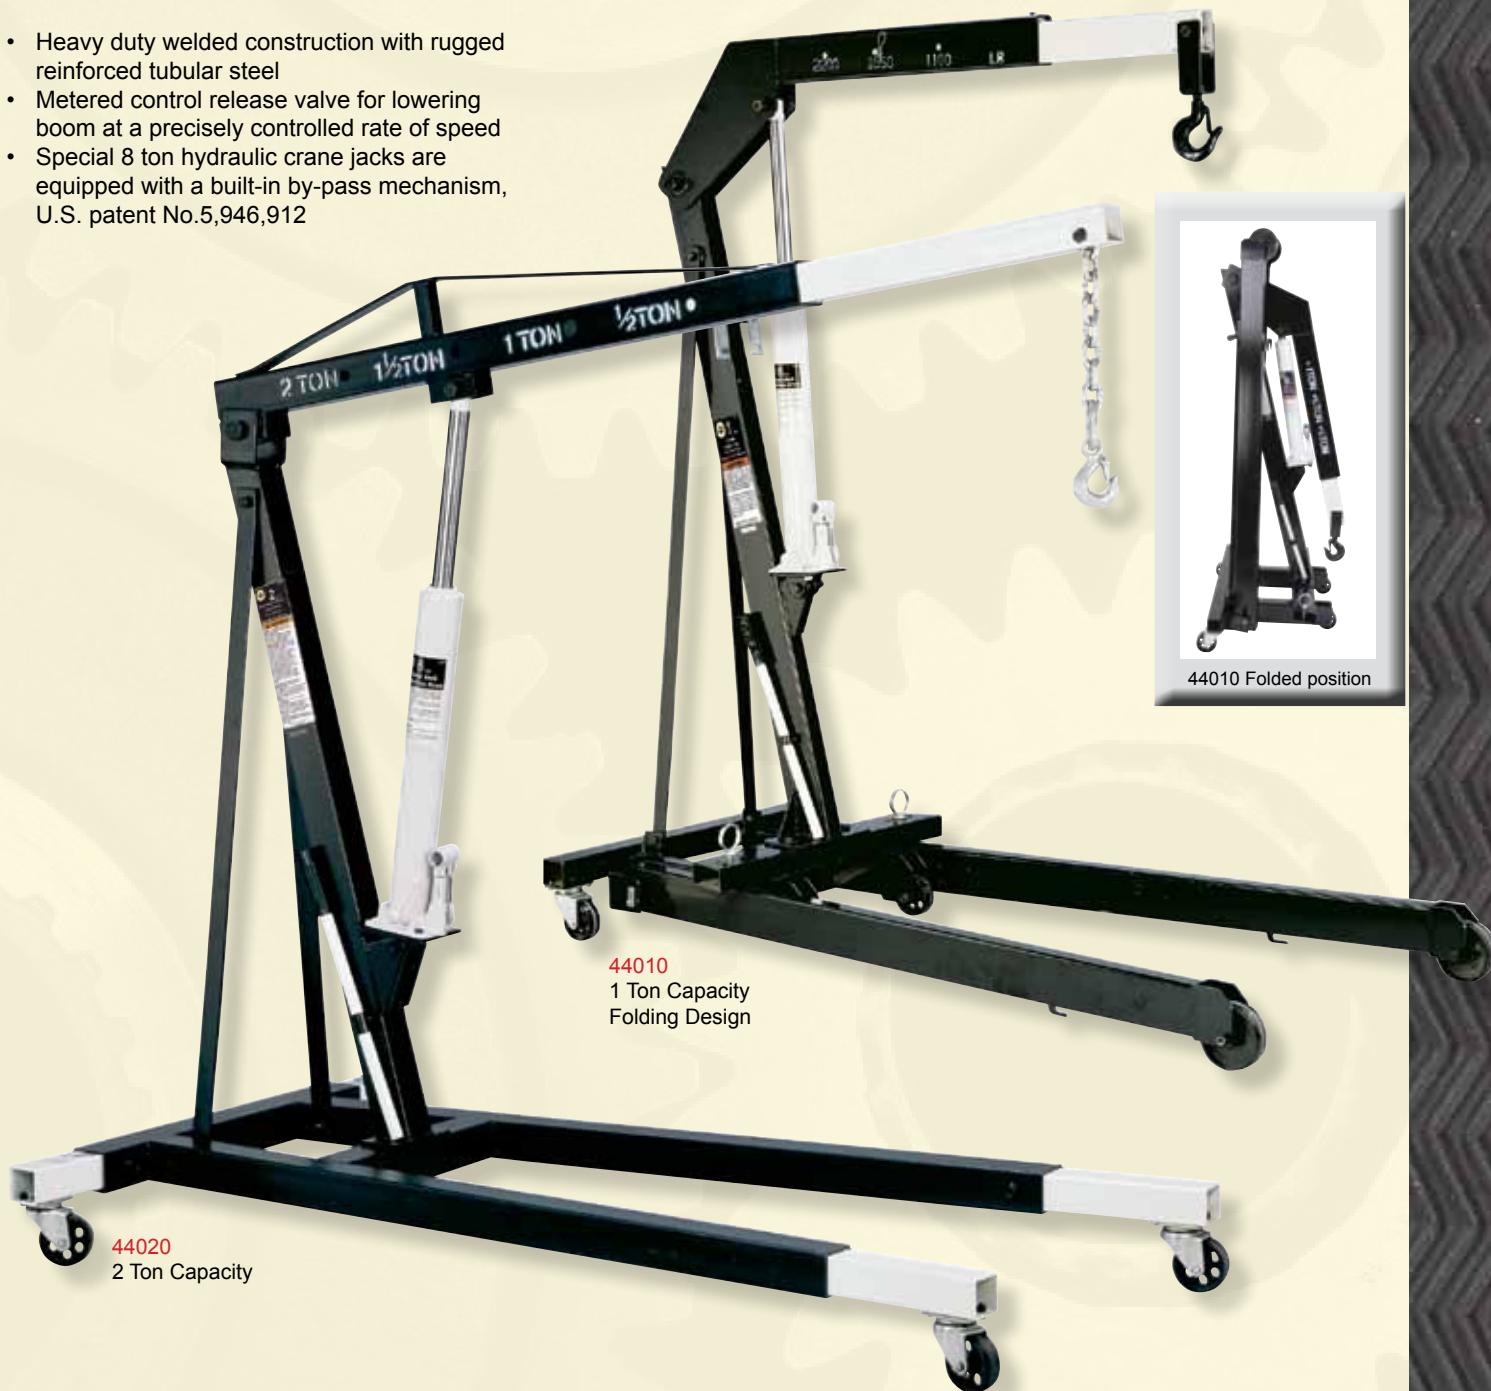 • Heavy duty welded construction with rugged
reinforced tubular steel
• Metered control release valve for lowering
boom at a precisely controlled rate of speed
• Special 8 ton hydraulic crane jacks are
equipped with a built-in by-pass mechanism,
U.S. patent No.5,946,912
1100 LB
2 TON 1½TON 1 TON ½TON
44010 Folded position
44010
1 Ton Capacity
Folding Design
44020
2 Ton Capacity